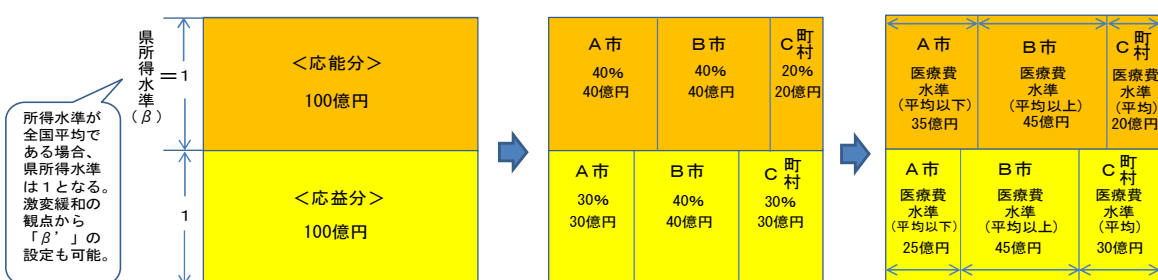 県所得水準(β)
=1
1
所得水準が
全国平均で
ある場合、
県所得水準
は1となる。
激変緩和の
観点から
「β'」の
設定も可能。
<応能分>
100億円
<応益分>
100億円
A市
40%
40億円
B市
40%
40億円
C町村
20%
20億円
A市
30%
30億円
B市
40%
40億円
C町村
30%
30億円
A市
医療費
水準
(平均以下)
35億円
B市
医療費
水準
(平均以上)
45億円
C町村
医療費
水準
(平均)
20億円
A市
医療費
水準
(平均以下)
25億円
B市
医療費
水準
(平均以上)
45億円
C町村
医療費
水準
(平均)
30億円